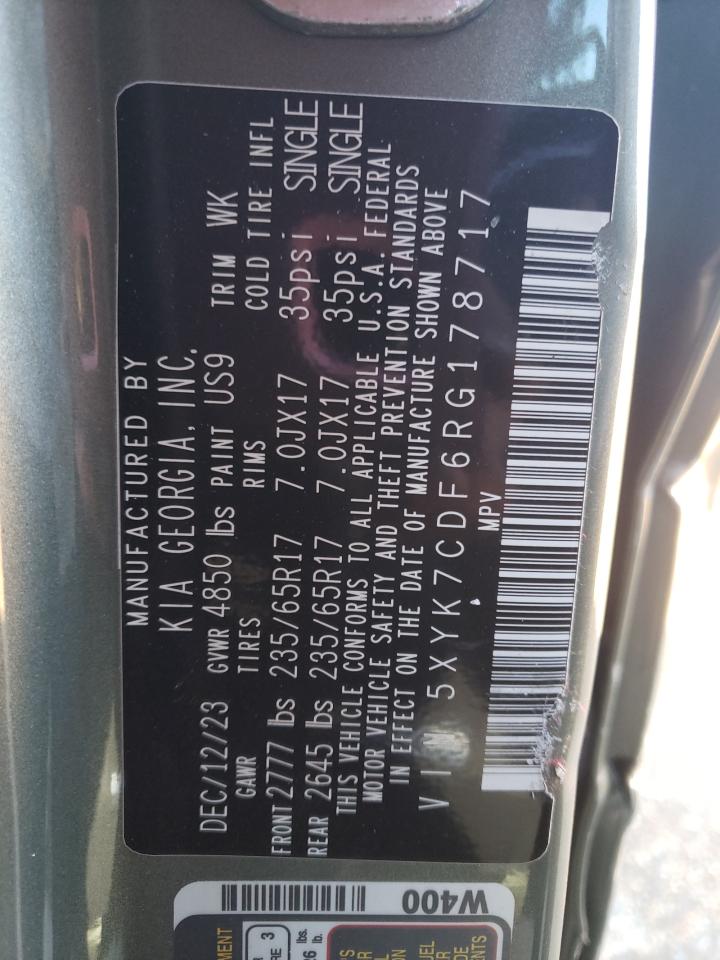 MANUFACTURED BY
KIA GEORGIA, INC.
DEC/12/23 GVWR 4850 lbs PAINT US9 TRIM WK
GAWR TIRES RIMS COLD TIRE INFL
FRONT 2777 lbs 235/65R17 7.0JX17 35psi SINGLE
REAR 2645 lbs 235/65R17 7.0JX17 35psi SINGLE
THIS VEHICLE CONFORMS TO ALL APPLICABLE U.S.A. FEDERAL
MOTOR VEHICLE SAFETY AND THEFT PREVENTION STANDARDS
IN EFFECT ON THE DATE OF MANUFACTURE SHOWN ABOVE
VIN 5XYK7CDF6RG178717
MPV
W400